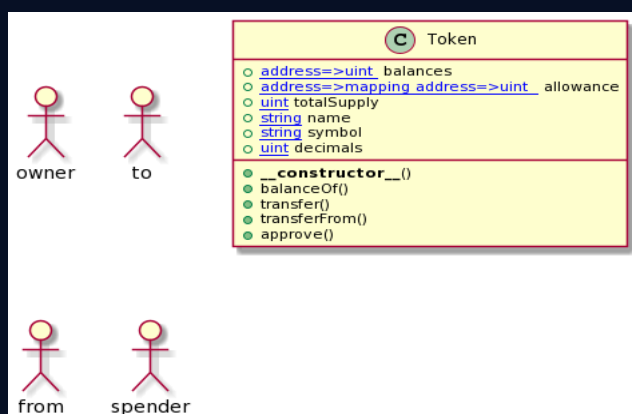 C Token
address=>uint balances
address=>mapping address=>uint allowance
uint totalSupply
string name
string symbol
uint decimals
__constructor__()
balanceOf()
transfer()
transferFrom()
approve()
owner
to
from
spender